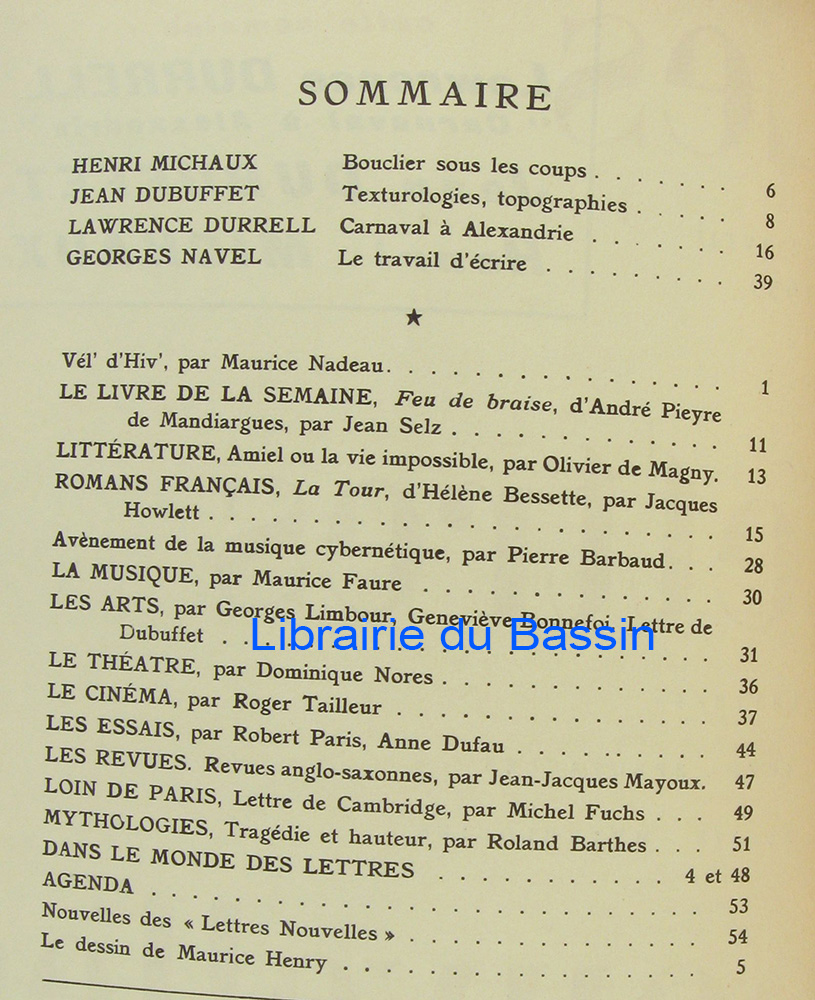 SOMMAIRE
HENRI MICHAUX Bouclier sous les coups . . . . . . 6
JEAN DUBUFFET Texturologies, topographies . . . . 8
LAWRENCE DURRELL Carnaval à Alexandrie . . . . . . 16
GEORGES NAVEL Le travail d'écrire . . . . . . . . 39
★
Vél' d'Hiv', par Maurice Nadeau. . . . . . . . . . . . 1
LE LIVRE DE LA SEMAINE, Feu de braise, d'André Pieyre
de Mandiargues, par Jean Selz . . . . . . . . . . . 11
LITTÉRATURE, Amiel ou la vie impossible, par Olivier de Magny. 13
ROMANS FRANÇAIS, La Tour, d'Hélène Bessette, par Jacques
Howlett . . . . . . . . . . . . . . . . . . . . 15
Avènement de la musique cybernétique, par Pierre Barbaud. . . 28
LA MUSIQUE, par Maurice Faure . . . . . . . . . . . . 30
LES ARTS, par Georges Limbour, Geneviève Bonnefoi, Lettre de
Dubuffet . . . . . . . . . . . . . . . . . . . . 31
Librairie du Bassin
LE THÉATRE, par Dominique Nores . . . . . . . . . . . . 36
LE CINÉMA, par Roger Tailleur . . . . . . . . . . . . . 37
LES ESSAIS, par Robert Paris, Anne Dufau . . . . . . . . 44
LES REVUES. Revues anglo-saxonnes, par Jean-Jacques Mayoux. 47
LOIN DE PARIS, Lettre de Cambridge, par Michel Fuchs . . . 49
MYTHOLOGIES, Tragédie et hauteur, par Roland Barthes . . . 51
DANS LE MONDE DES LETTRES . . . . . . . . . . 4 et 48
AGENDA . . . . . . . . . . . . . . . . . . . . . . 53
Nouvelles des « Lettres Nouvelles » . . . . . . . . . . . . 54
Le dessin de Maurice Henry . . . . . . . . . . . . . . 5